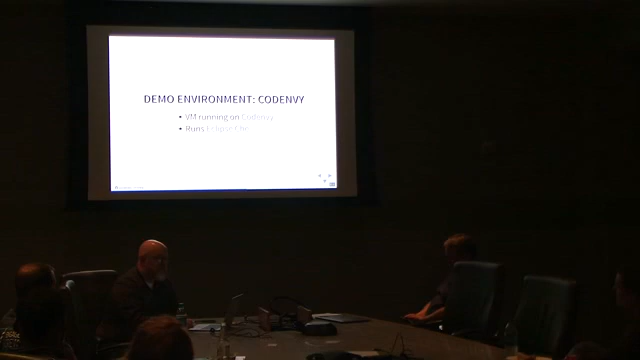 DEMO ENVIRONMENT: CODENVY
• VM running on Codenvy
• Runs Eclipse Che